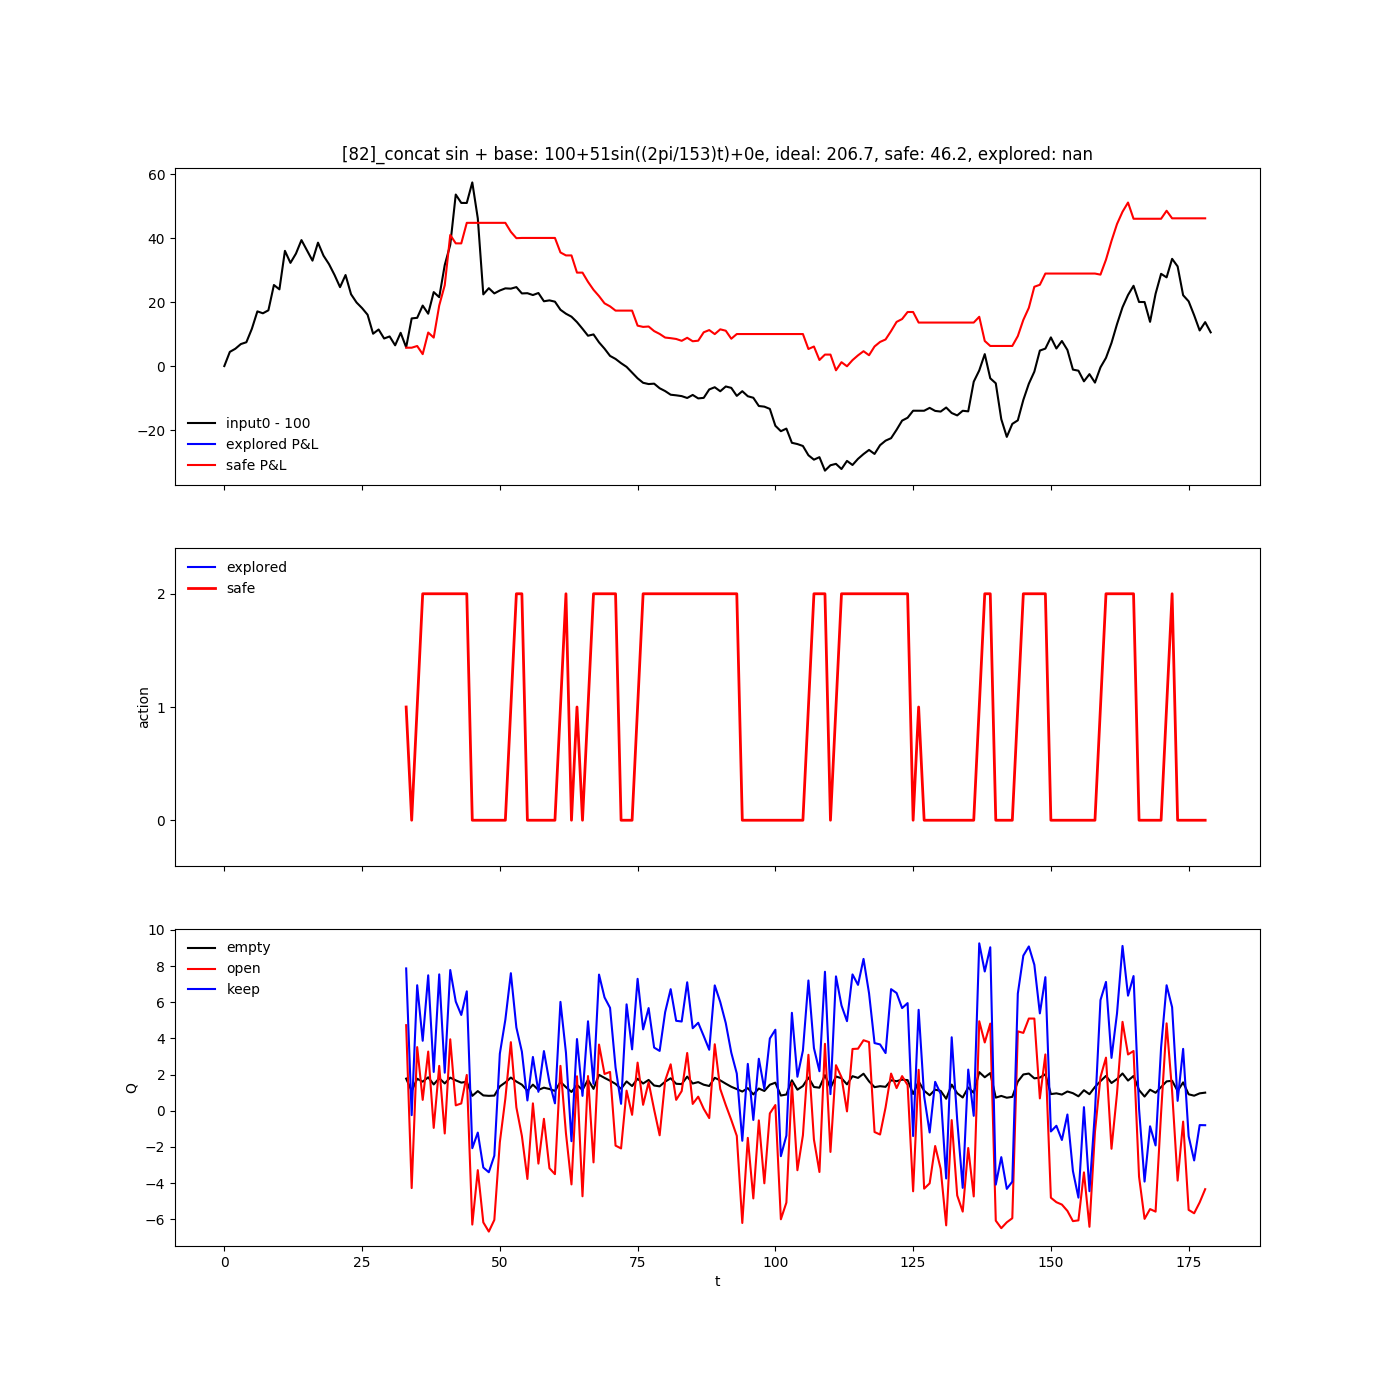 [82]_concat sin + base: 100+51sin((2pi/153)t)+0e, ideal: 206.7, safe: 46.2, explored: nan
60
40
20
0
−20
input0 - 100
explored P&L
safe P&L
explored
safe
2
1
0
action
empty
open
keep
10
8
6
4
2
0
−2
−4
−6
Q
0 25 50 75 100 125 150 175
t